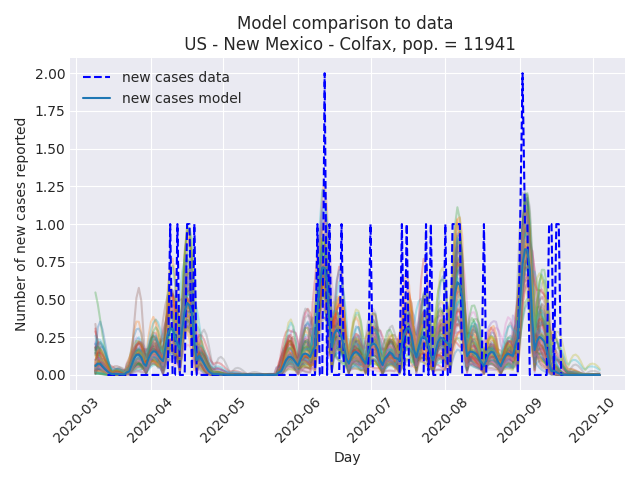 Model comparison to data
US - New Mexico - Colfax, pop. = 11941
new cases data
new cases model
Number of new cases reported
2.00
1.75
1.50
1.25
1.00
0.75
0.50
0.25
0.00
2020-03
2020-04
2020-05
2020-06
2020-07
2020-08
2020-09
2020-10
Day